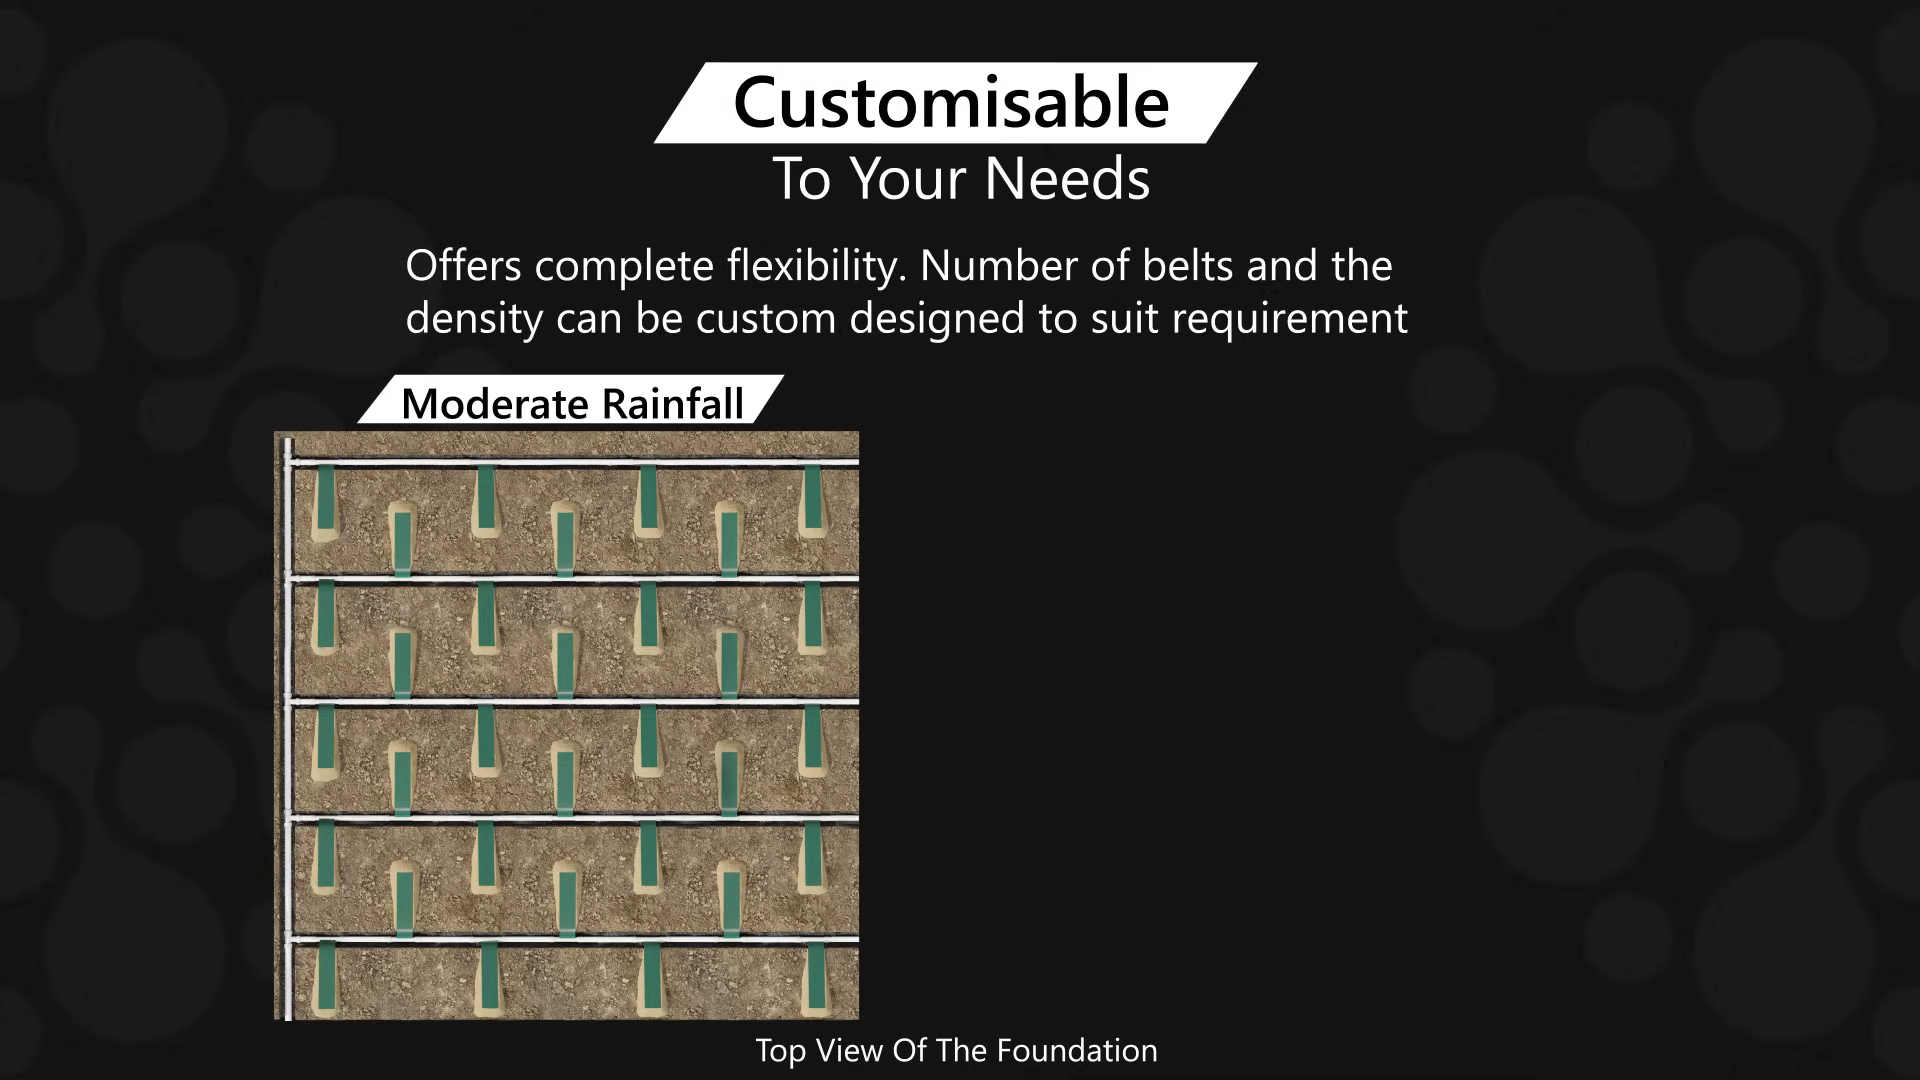 Customisable
To Your Needs
Offers complete flexibility. Number of belts and the
density can be custom designed to suit requirement
Moderate Rainfall
Top View Of The Foundation